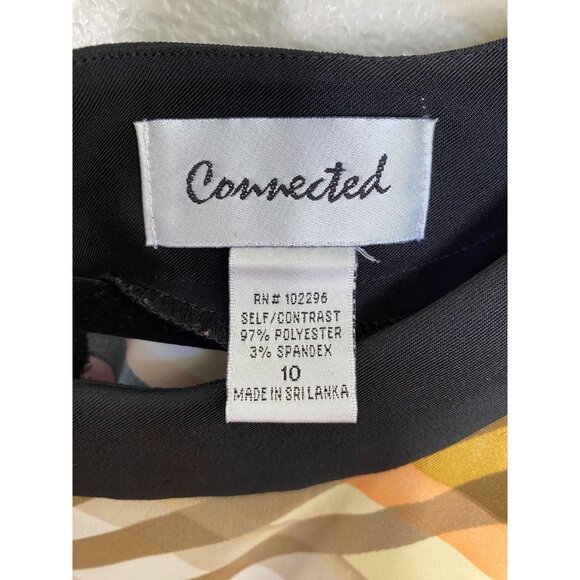 Connected
RN# 102296
SELF/CONTRAST
97% POLYESTER
3% SPANDEX
10
MADE IN SRI LANKA